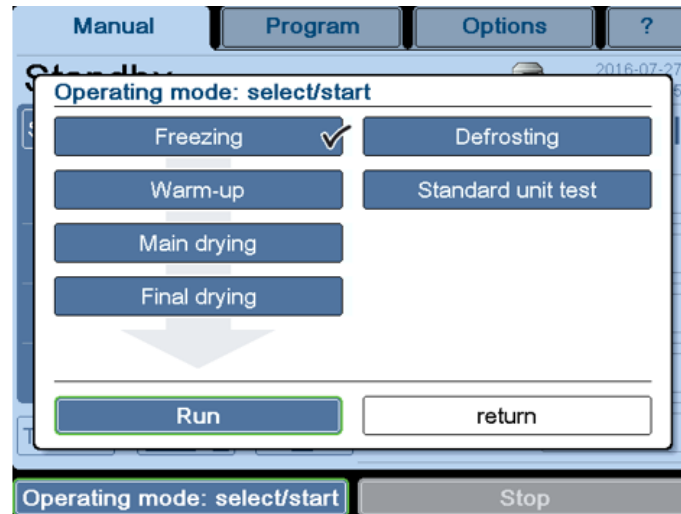 Manual Program Options ?
Standby
2016-07-27
Operating mode: select/start
Freezing Defrosting
Warm-up Standard unit test
Main drying
Final drying
Run return
Operating mode: select/start Stop